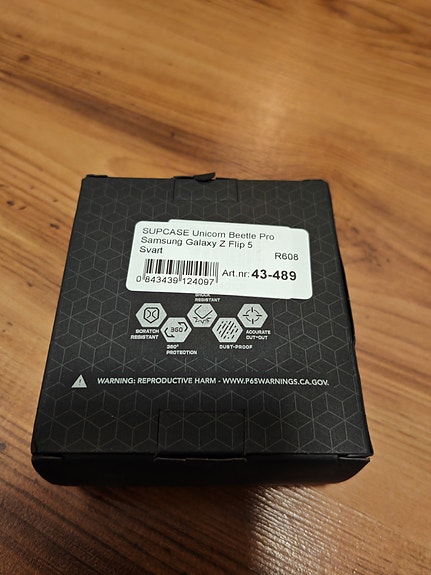 SUPCASE Unicorn Beetle Pro
Samsung Galaxy Z Flip 5
Svart
R608
0 843439 124097
Art.nr: 43-489
SHOCK
RESISTANT
SCRATCH
RESISTANT
360
360°
PROTECTION
DUST-PROOF
ACCURATE
CUT-OUT
WARNING: REPRODUCTIVE HARM - WWW.P65WARNINGS.CA.GOV.